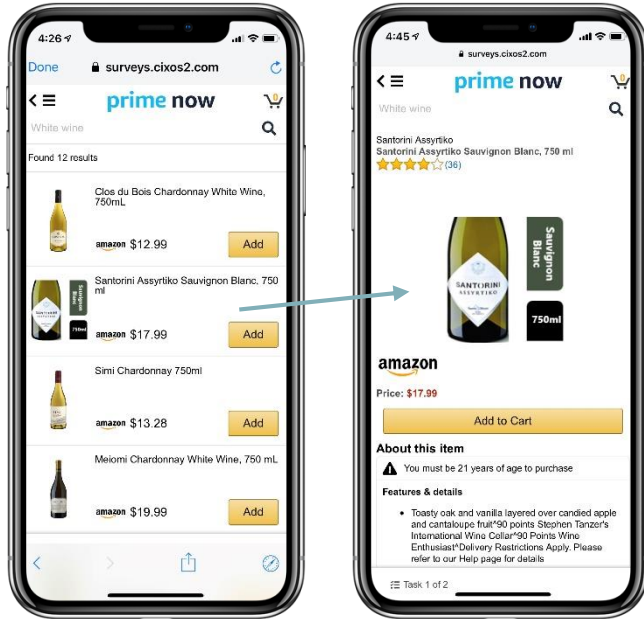 4:26
Done surveys.cixos2.com
prime now
0
White wine
Found 12 results
Clos du Bois Chardonnay White Wine,
750mL
amazon $12.99 Add
Santorini Assyrtiko Sauvignon Blanc, 750
ml
Sauvignon
Blanc
SANTORINI
750ml
amazon $17.99 Add
Simi Chardonnay 750ml
amazon $13.28 Add
Meiomi Chardonnay White Wine, 750 mL
amazon $19.99 Add
4:45
surveys.cixos2.com
prime now
0
White wine
Santorini Assyrtiko
Santorini Assyrtiko Sauvignon Blanc, 750 ml
(36)
Sauvignon
Blanc
SANTORINI
ASSYRTIKO
750ml
amazon
Price: $17.99
Add to Cart
About this item
You must be 21 years of age to purchase
Features & details
• Toasty oak and vanilla layered over candied apple
and cantaloupe fruit^90 points Stephen Tanzer's
International Wine Cellar^90 Points Wine
Enthusiast^Delivery Restrictions Apply. Please
refer to our Help page for details
Task 1 of 2